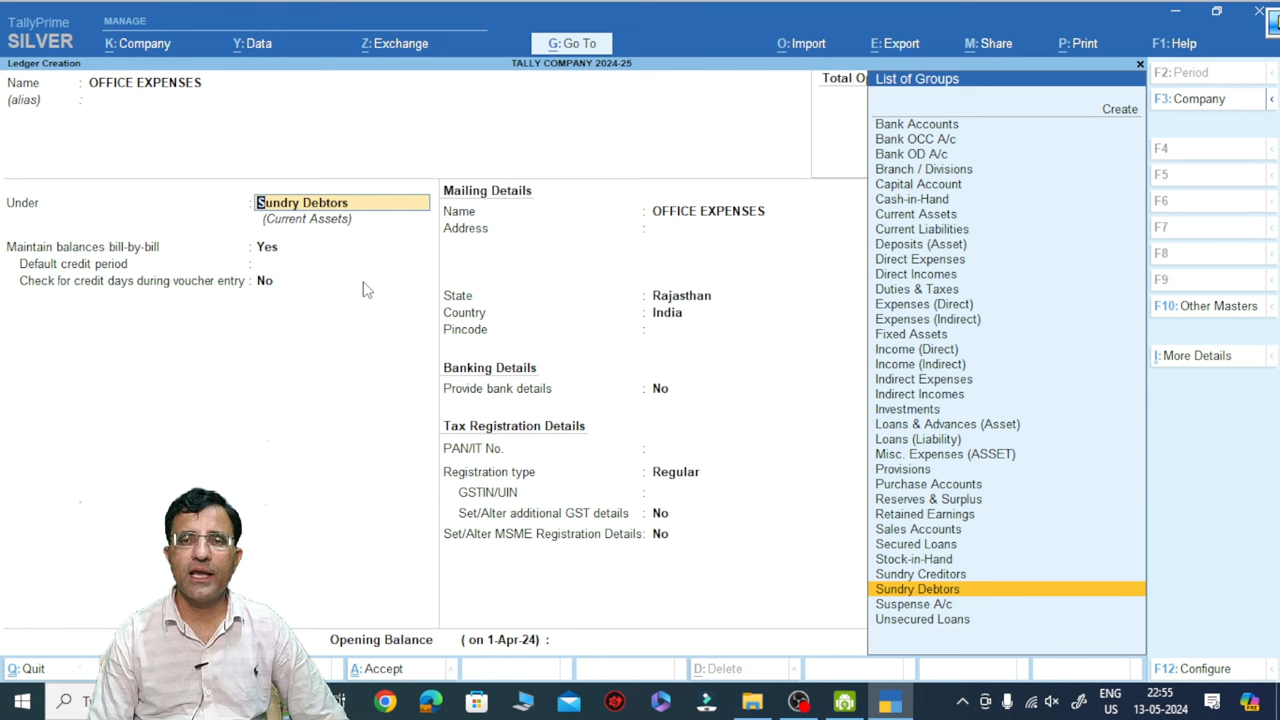 TallyPrime
SILVER
MANAGE
K: Company
Y: Data
Z: Exchange
G: Go To
O: Import
E: Export
M: Share
P: Print
F1: Help
Ledger Creation
TALLY COMPANY 2024-25
Name : OFFICE EXPENSES
(alias) :
Total Op
Under : Sundry Debtors
(Current Assets)
Maintain balances bill-by-bill : Yes
Default credit period :
Check for credit days during voucher entry : No
Mailing Details
Name : OFFICE EXPENSES
Address :
State : Rajasthan
Country : India
Pincode :
Banking Details
Provide bank details : No
Tax Registration Details
PAN/IT No. :
Registration type : Regular
GSTIN/UIN :
Set/Alter additional GST details : No
Set/Alter MSME Registration Details: No
Opening Balance ( on 1-Apr-24) :
List of Groups
Create
Bank Accounts
Bank OCC A/c
Bank OD A/c
Branch / Divisions
Capital Account
Cash-in-Hand
Current Assets
Current Liabilities
Deposits (Asset)
Direct Expenses
Direct Incomes
Duties & Taxes
Expenses (Direct)
Expenses (Indirect)
Fixed Assets
Income (Direct)
Income (Indirect)
Indirect Expenses
Indirect Incomes
Investments
Loans & Advances (Asset)
Loans (Liability)
Misc. Expenses (ASSET)
Provisions
Purchase Accounts
Reserves & Surplus
Retained Earnings
Sales Accounts
Secured Loans
Stock-in-Hand
Sundry Creditors
Sundry Debtors
Suspense A/c
Unsecured Loans
F2: Period
F3: Company
F4
F5
F6
F7
F8
F9
F10: Other Masters
I: More Details
Q: Quit
A: Accept
D: Delete
F12: Configure
ENG
US
22:55
13-05-2024